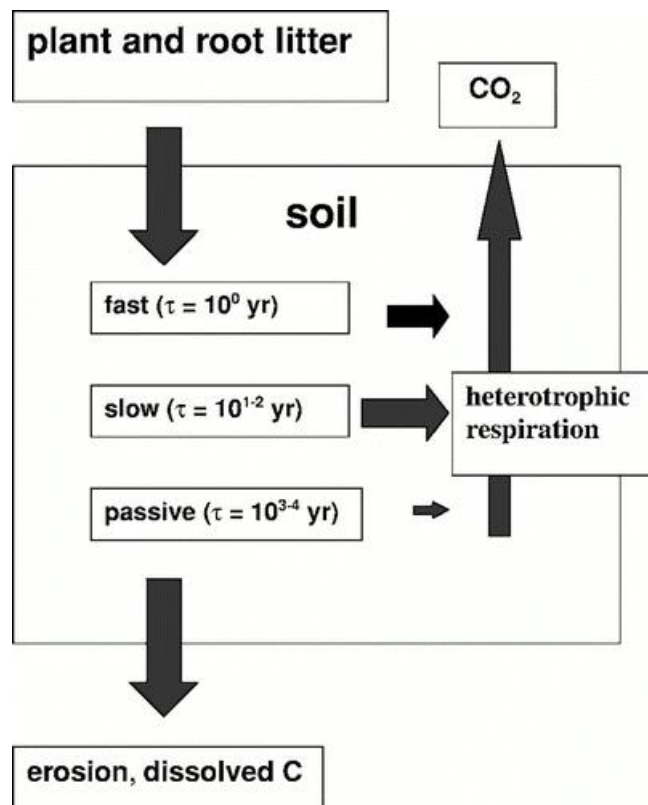 plant and root litter
CO₂
soil
fast (τ = 10⁰ yr)
slow (τ = 10¹⁻² yr)
heterotrophic
respiration
passive (τ = 10³⁻⁴ yr)
erosion, dissolved C